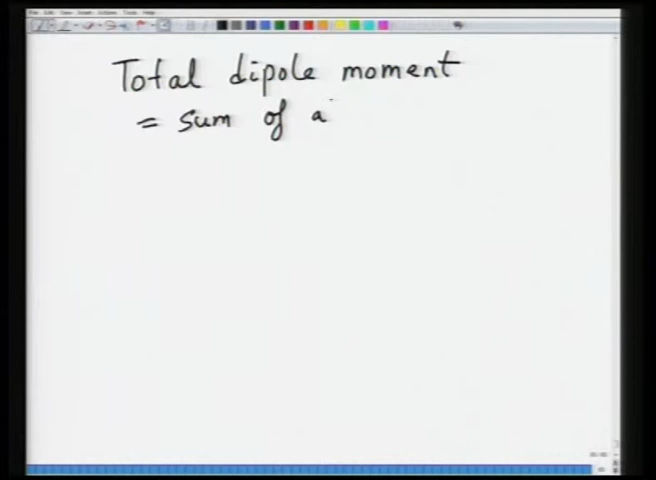 Total dipole moment
= sum of a